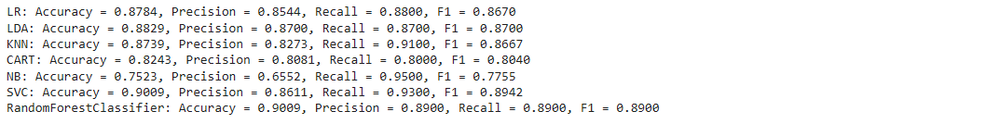 LR: Accuracy = 0.8784, Precision = 0.8544, Recall = 0.8800, F1 = 0.8670
LDA: Accuracy = 0.8829, Precision = 0.8700, Recall = 0.8700, F1 = 0.8700
KNN: Accuracy = 0.8739, Precision = 0.8273, Recall = 0.9100, F1 = 0.8667
CART: Accuracy = 0.8243, Precision = 0.8081, Recall = 0.8000, F1 = 0.8040
NB: Accuracy = 0.7523, Precision = 0.6552, Recall = 0.9500, F1 = 0.7755
SVC: Accuracy = 0.9009, Precision = 0.8611, Recall = 0.9300, F1 = 0.8942
RandomForestClassifier: Accuracy = 0.9009, Precision = 0.8900, Recall = 0.8900, F1 = 0.8900